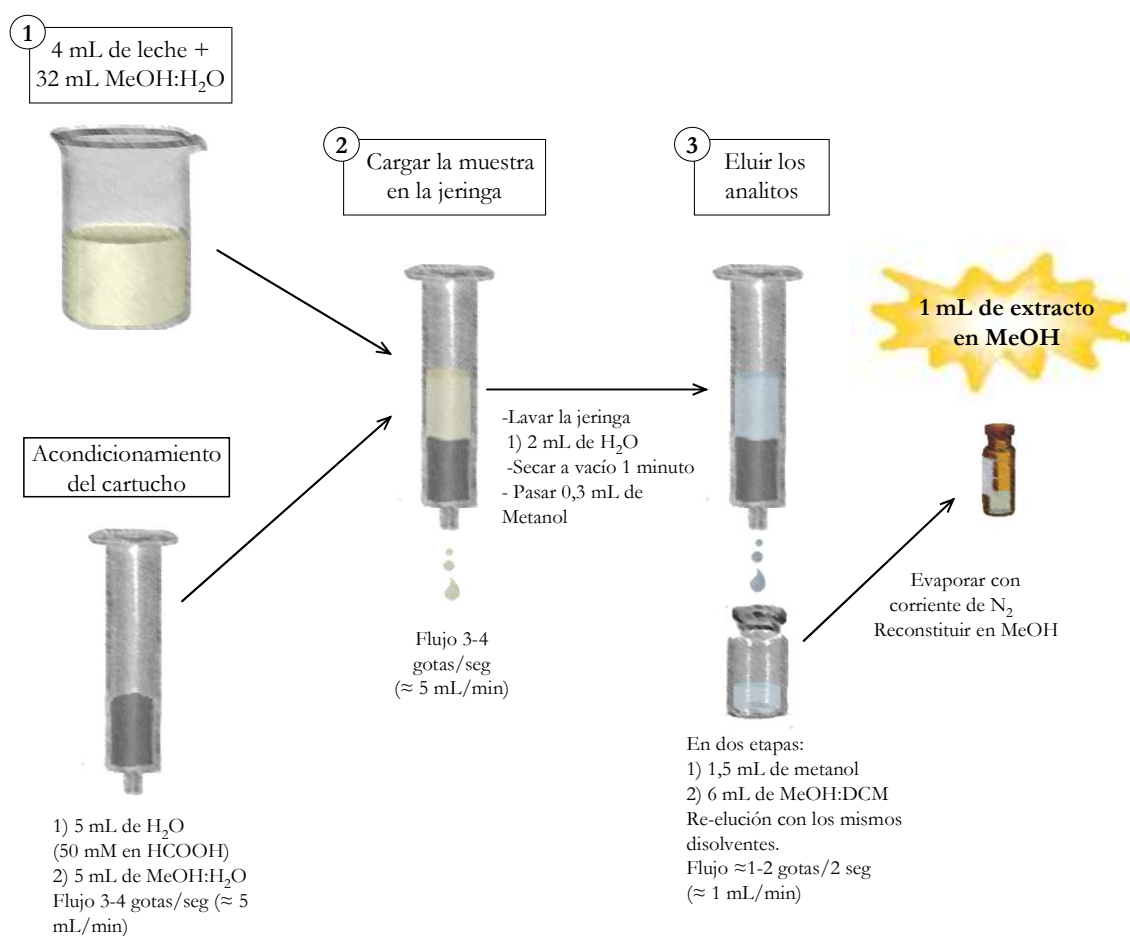 1
4 mL de leche +
32 mL MeOH:H₂O
2
Cargar la muestra
en la jeringa
3
Eluir los
analitos
1 mL de extracto
en MeOH
Acondicionamiento
del cartucho
-Lavar la jeringa
1) 2 mL de H₂O
-Secar a vacío 1 minuto
- Pasar 0,3 mL de
Metanol
Evaporar con
corriente de N₂
Reconstituir en MeOH
Flujo 3-4
gotas/seg
(≈ 5 mL/min)
En dos etapas:
1) 1,5 mL de metanol
2) 6 mL de MeOH:DCM
Re-elución con los mismos
disolventes.
Flujo ≈1-2 gotas/2 seg
(≈ 1 mL/min)
1) 5 mL de H₂O
(50 mM en HCOOH)
2) 5 mL de MeOH:H₂O
Flujo 3-4 gotas/seg (≈ 5
mL/min)